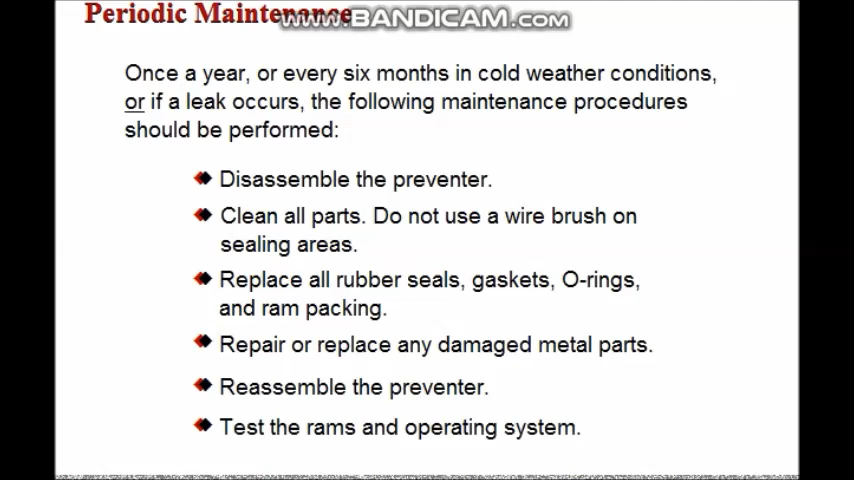 Periodic Maintenance
www.BANDICAM.com
Once a year, or every six months in cold weather conditions,
or if a leak occurs, the following maintenance procedures
should be performed:
Disassemble the preventer.
Clean all parts. Do not use a wire brush on
sealing areas.
Replace all rubber seals, gaskets, O-rings,
and ram packing.
Repair or replace any damaged metal parts.
Reassemble the preventer.
Test the rams and operating system.